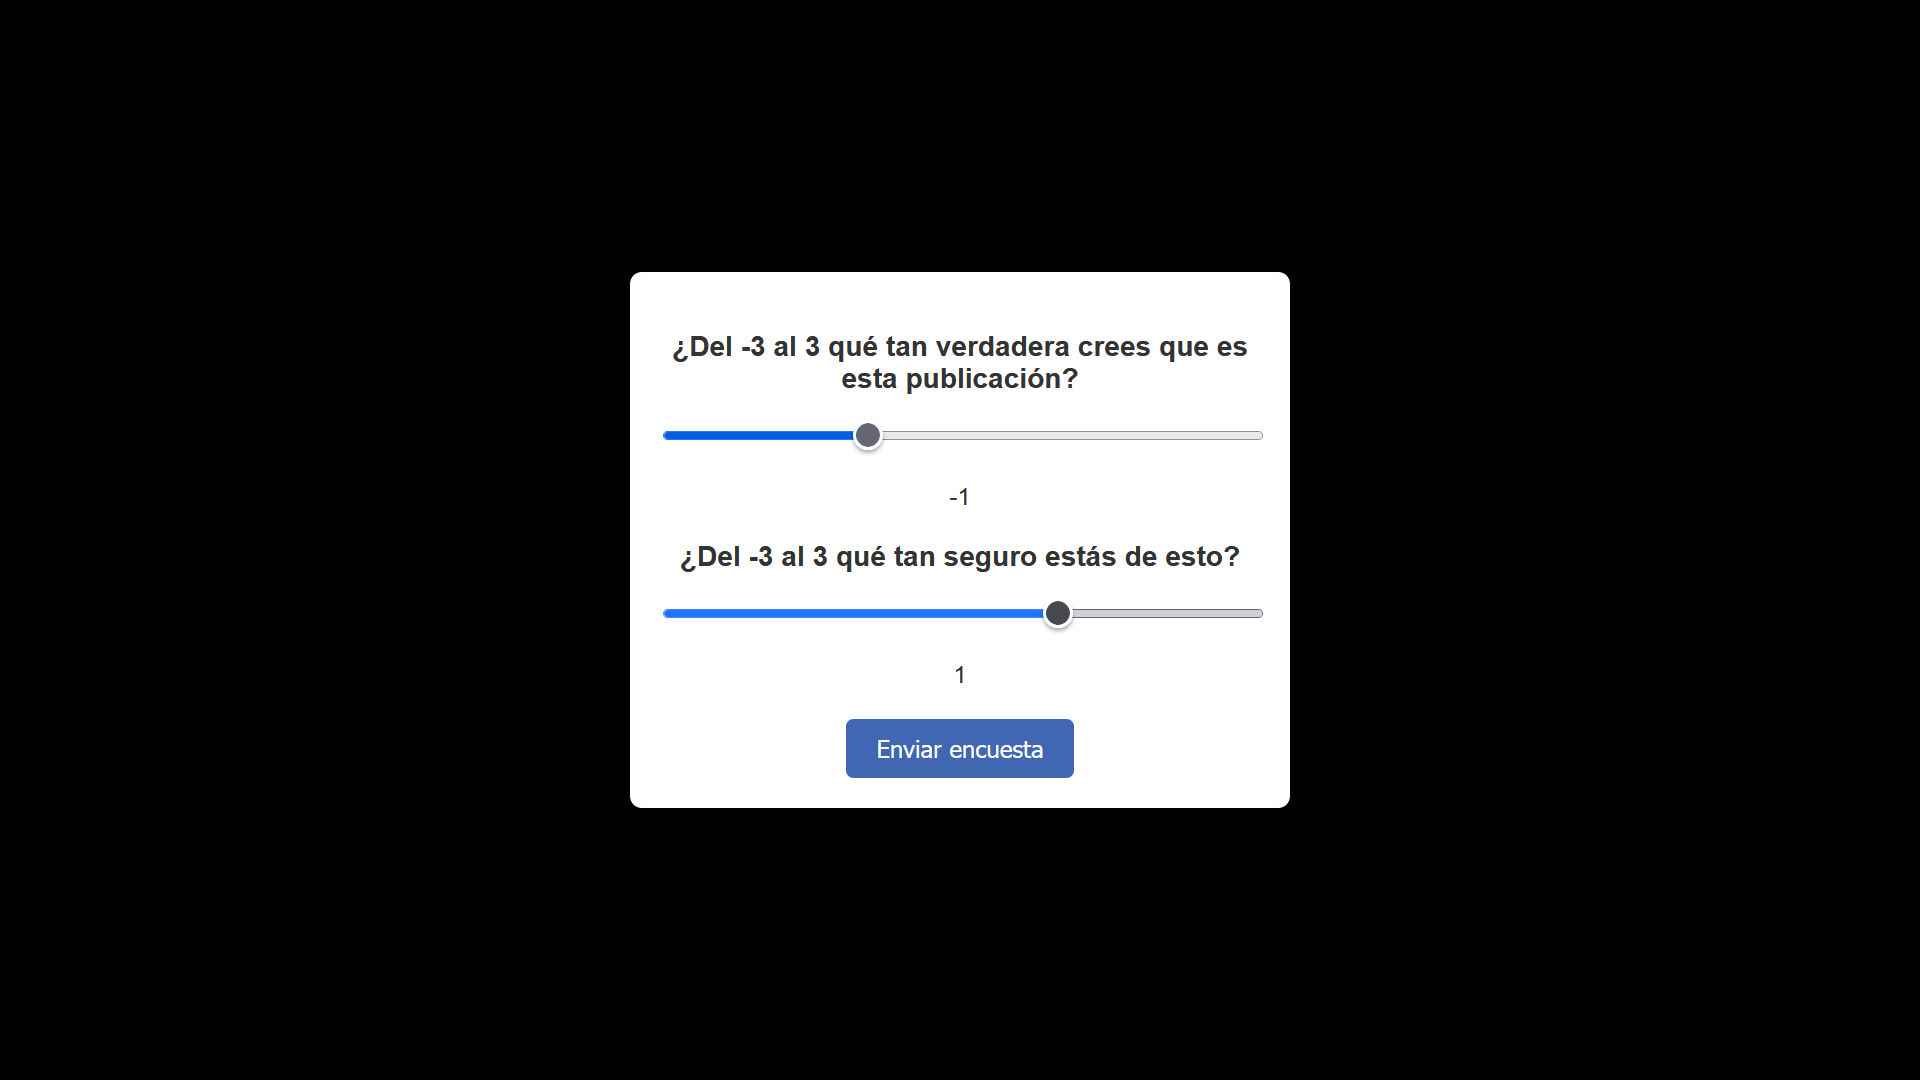 ¿Del -3 al 3 qué tan verdadera crees que es
esta publicación?
-1
¿Del -3 al 3 qué tan seguro estás de esto?
1
Enviar encuesta